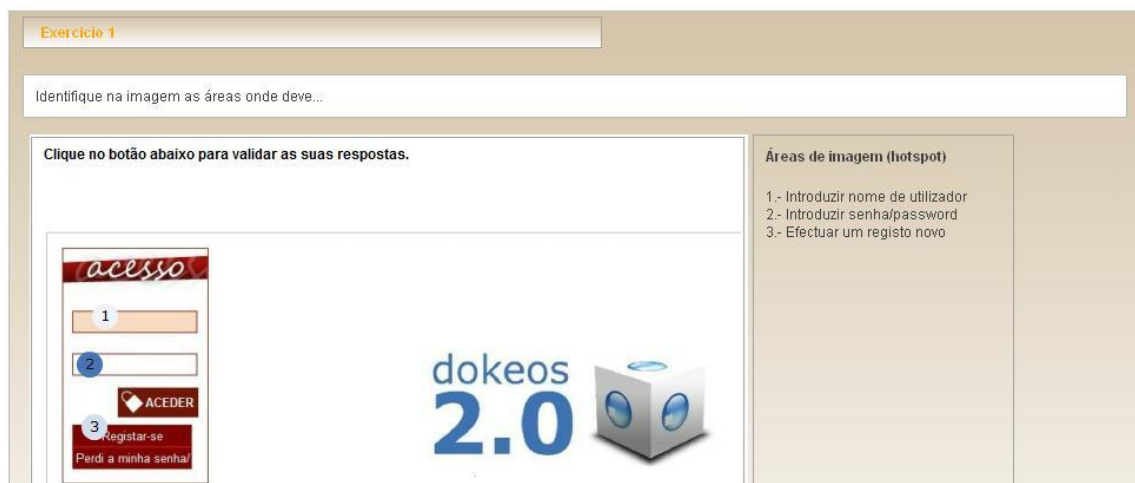 Exercício 1
Identifique na imagem as áreas onde deve...
Clique no botão abaixo para validar as suas respostas.
acesso
1
2
ACEDER
3
Registar-se
Perdi a minha senha/
dokeos
2.0
Áreas de imagem (hotspot)
1.- Introduzir nome de utilizador
2.- Introduzir senha/password
3.- Efectuar um registo novo